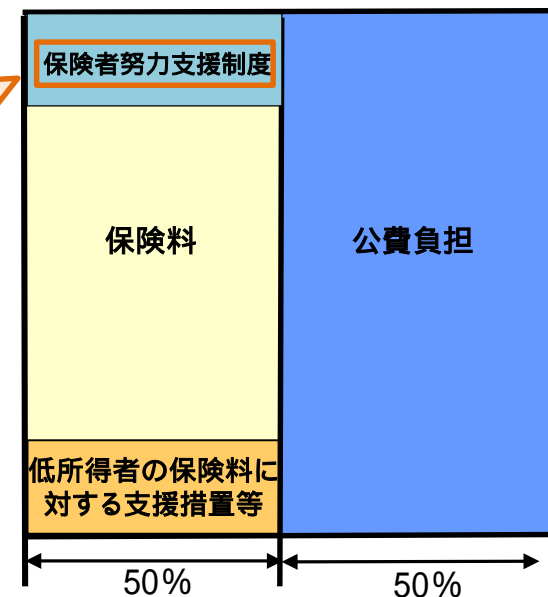 保険者努力支援制度
保険料
公費負担
低所得者の保険料に
対する支援措置等
50%
50%